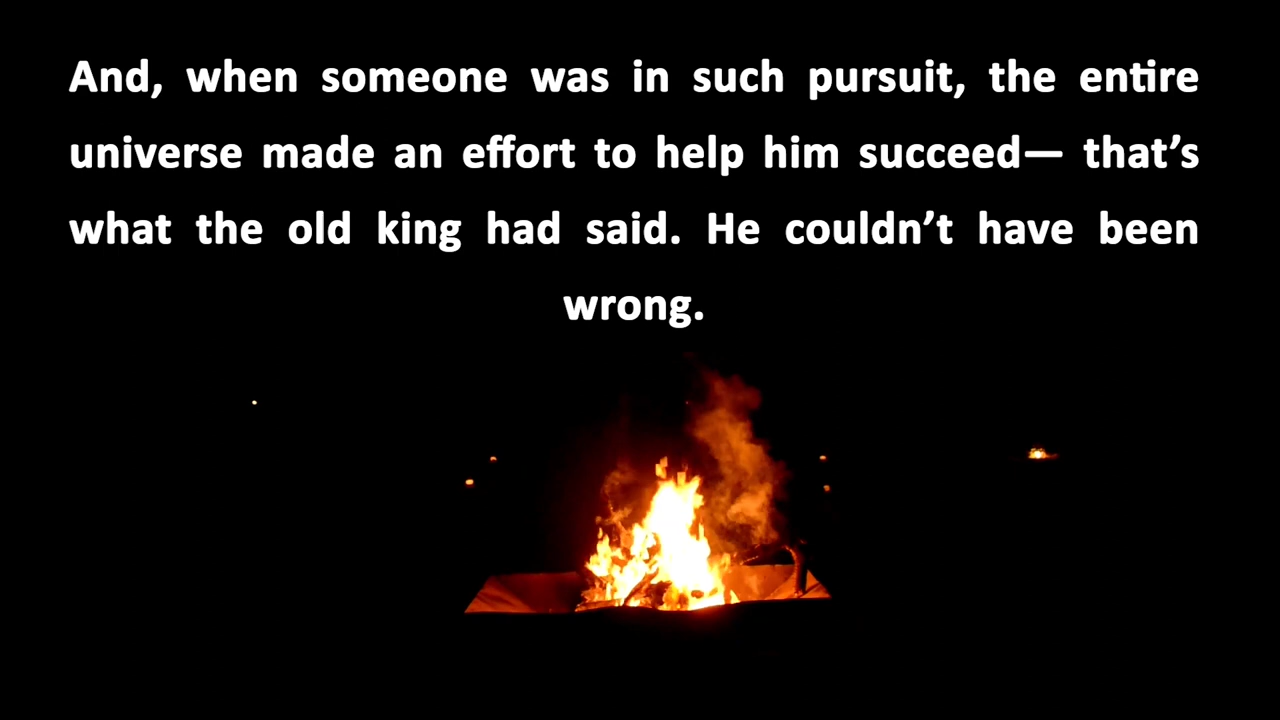 And, when someone was in such pursuit, the entire
universe made an effort to help him succeed— that’s
what the old king had said. He couldn’t have been
wrong.